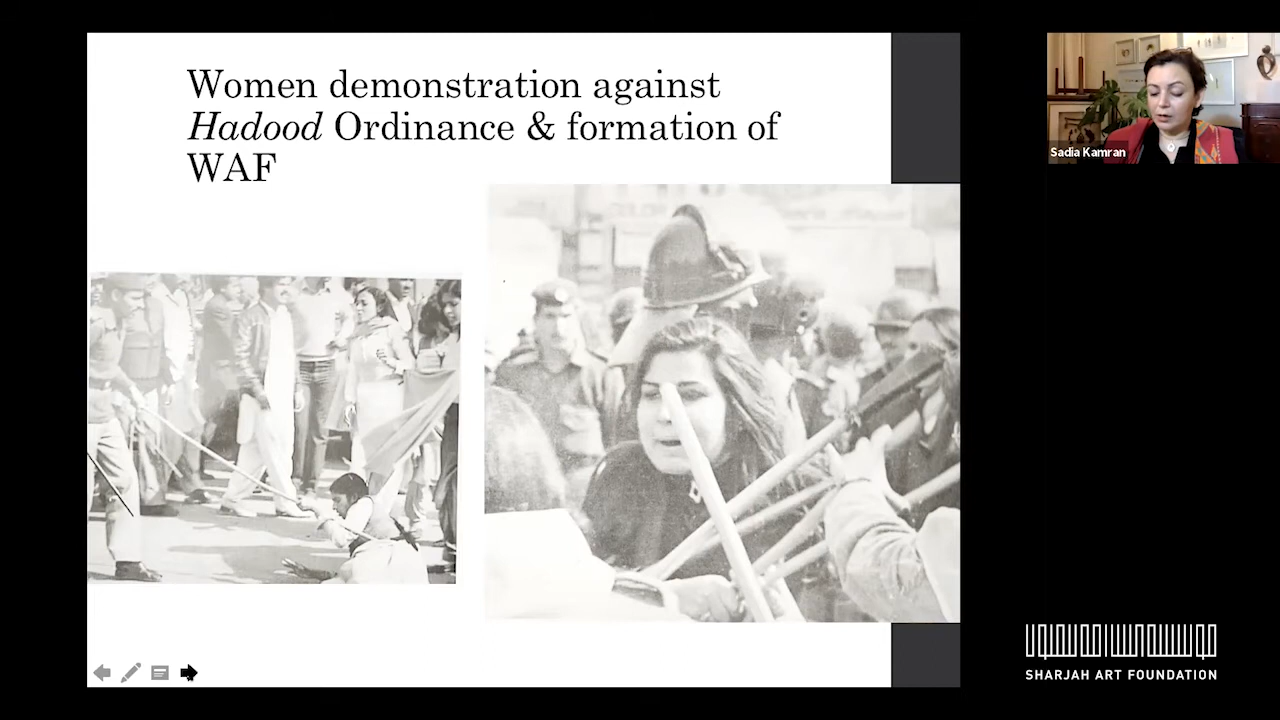 Women demonstration against
Hadood Ordinance & formation of
WAF
Sadia Kamran
SHARJAH ART FOUNDATION